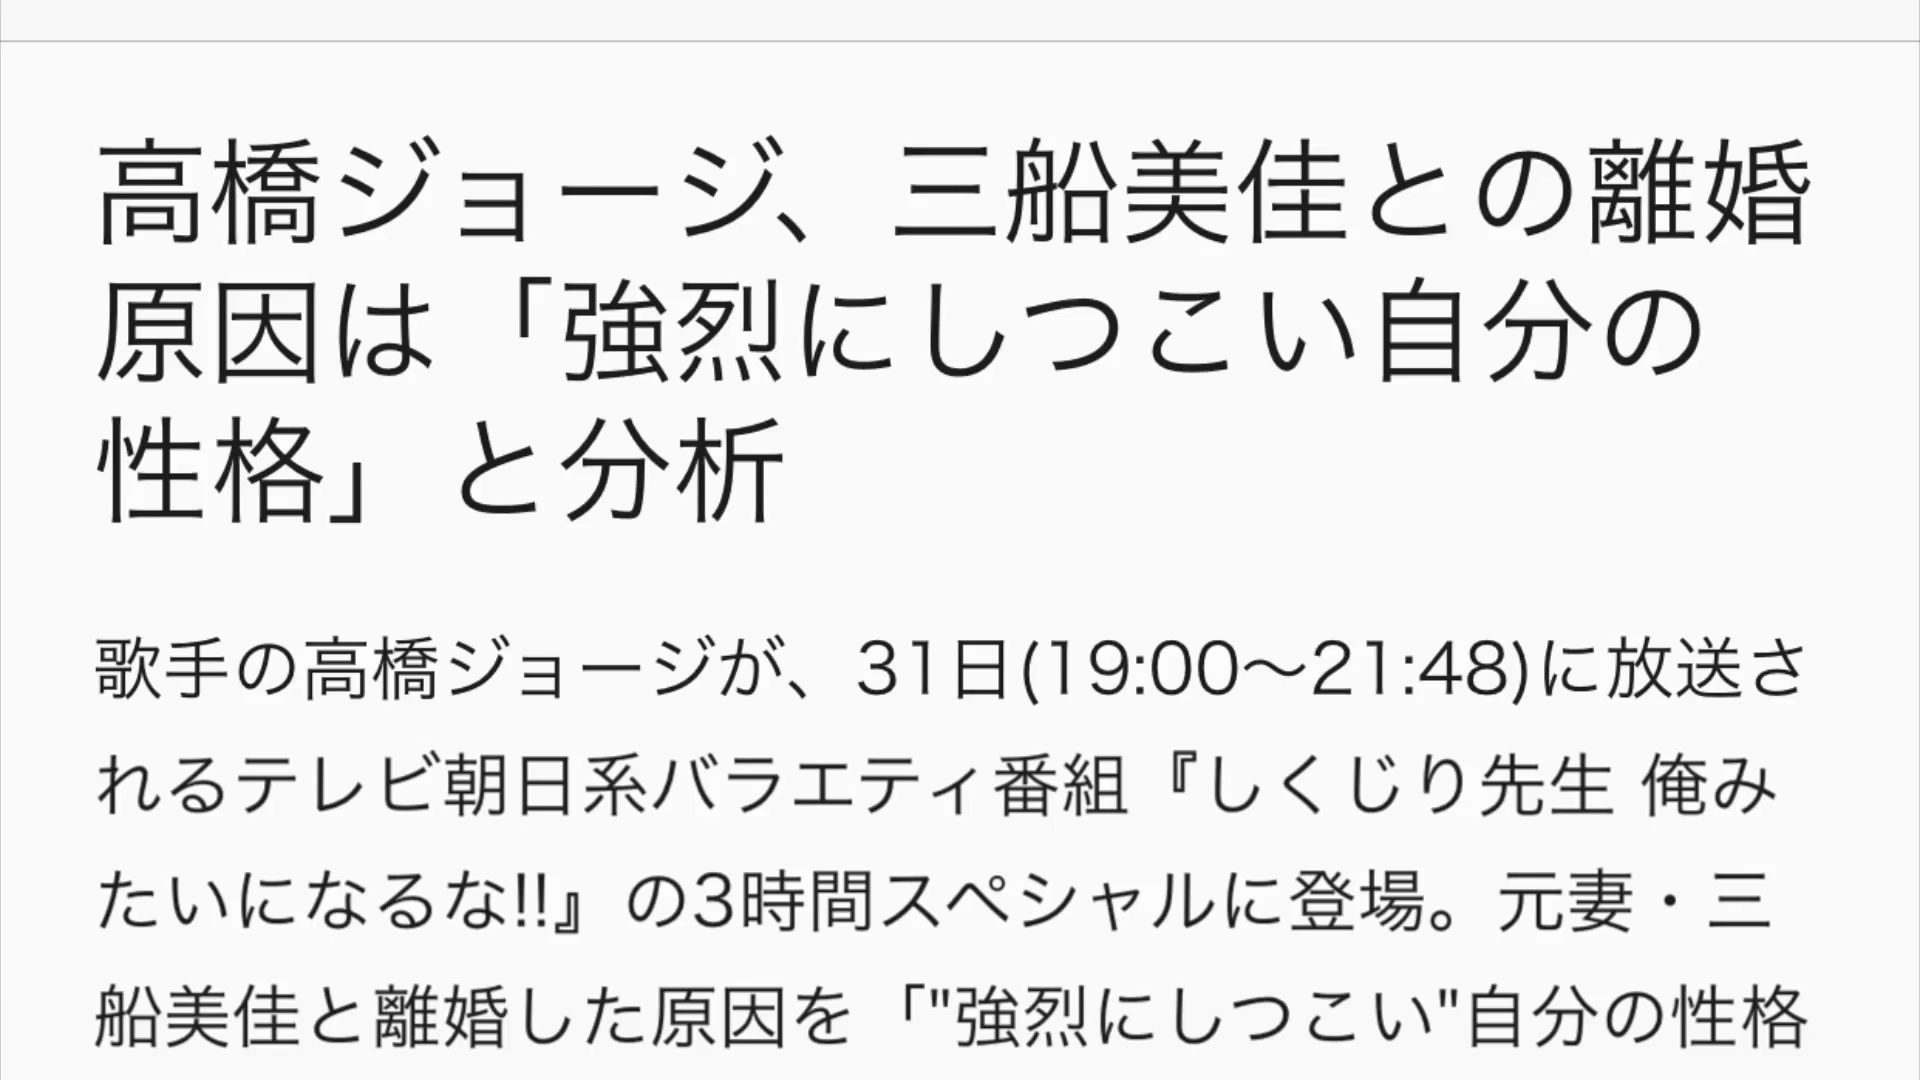 高橋ジョージ、三船美佳との離婚
原因は「強烈にしつこい自分の
性格」と分析
歌手の高橋ジョージが、31日(19:00〜21:48)に放送さ
れるテレビ朝日系バラエティ番組『しくじり先生 俺み
たいになるな!!』の3時間スペシャルに登場。元妻・三
船美佳と離婚した原因を「"強烈にしつこい"自分の性格